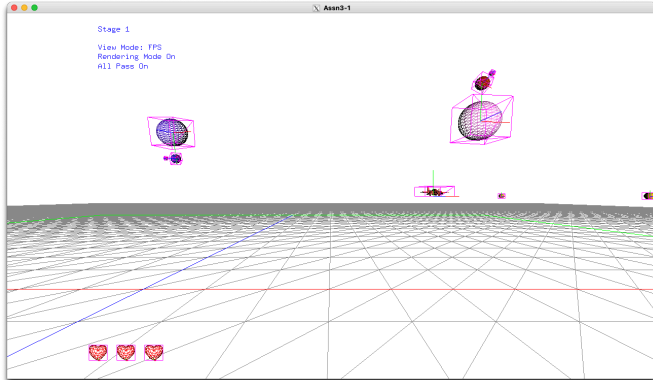 Assn3-1
Stage 1
View Mode: FPS
Rendering Mode On
All Pass On